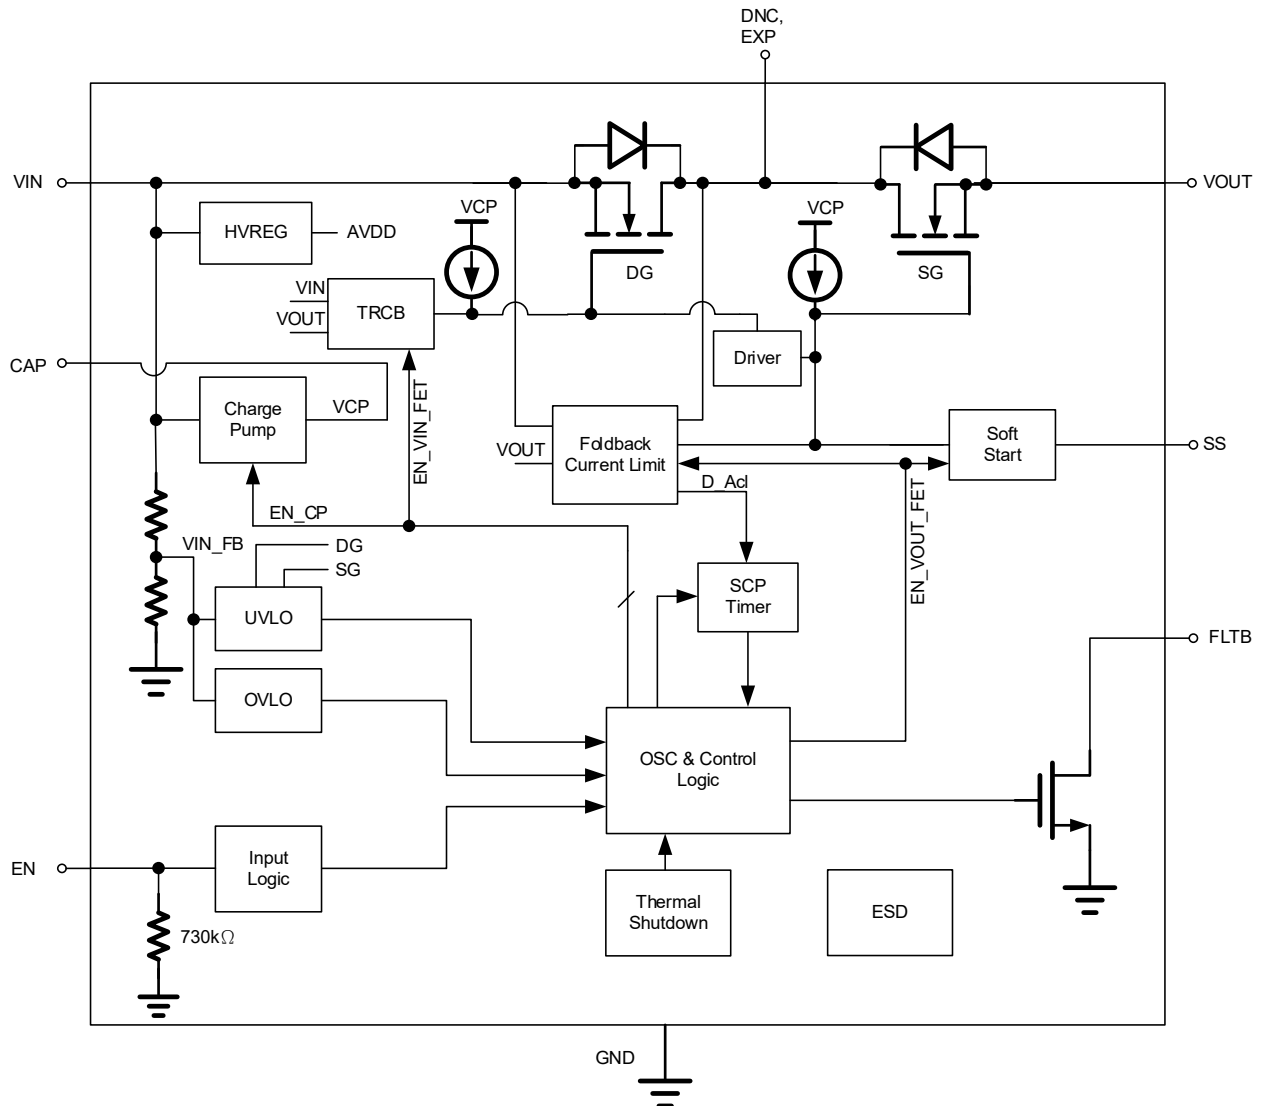 DNC,
EXP
VIN
VOUT
VCP
VCP
HVREG
AVDD
DG
SG
VIN
TRCB
VOUT
Driver
CAP
Charge
Pump
VCP
EN_VIN_FET
VOUT
Foldback
Current Limit
Soft
Start
SS
D_Acl
EN_VOUT_FET
EN_CP
VIN_FB
DG
SG
UVLO
SCP
Timer
FLTB
OVLO
OSC & Control
Logic
EN
Input
Logic
730kΩ
Thermal
Shutdown
ESD
GND